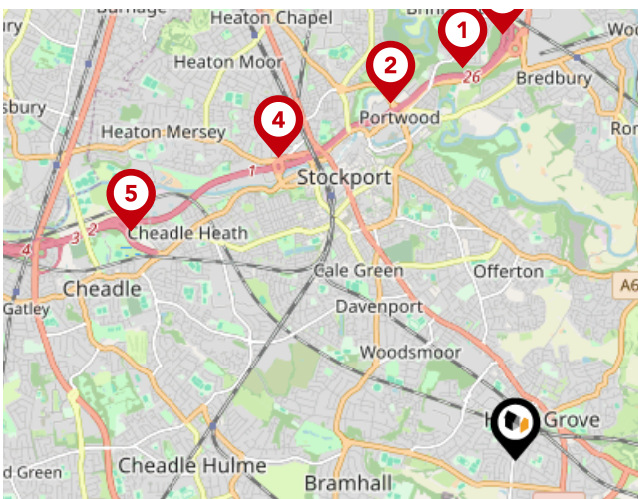 Heaton Chapel
1
2
Heaton Moor
26
Bredbury
Portwood
4
Heaton Mersey
1
Stockport
5
Cheadle Heath
4
3
2
Cale Green
Offerton
Cheadle
A6
Gatley
Davenport
Woodsmoor
Grove
Cheadle Hulme
d Green
Bramhall